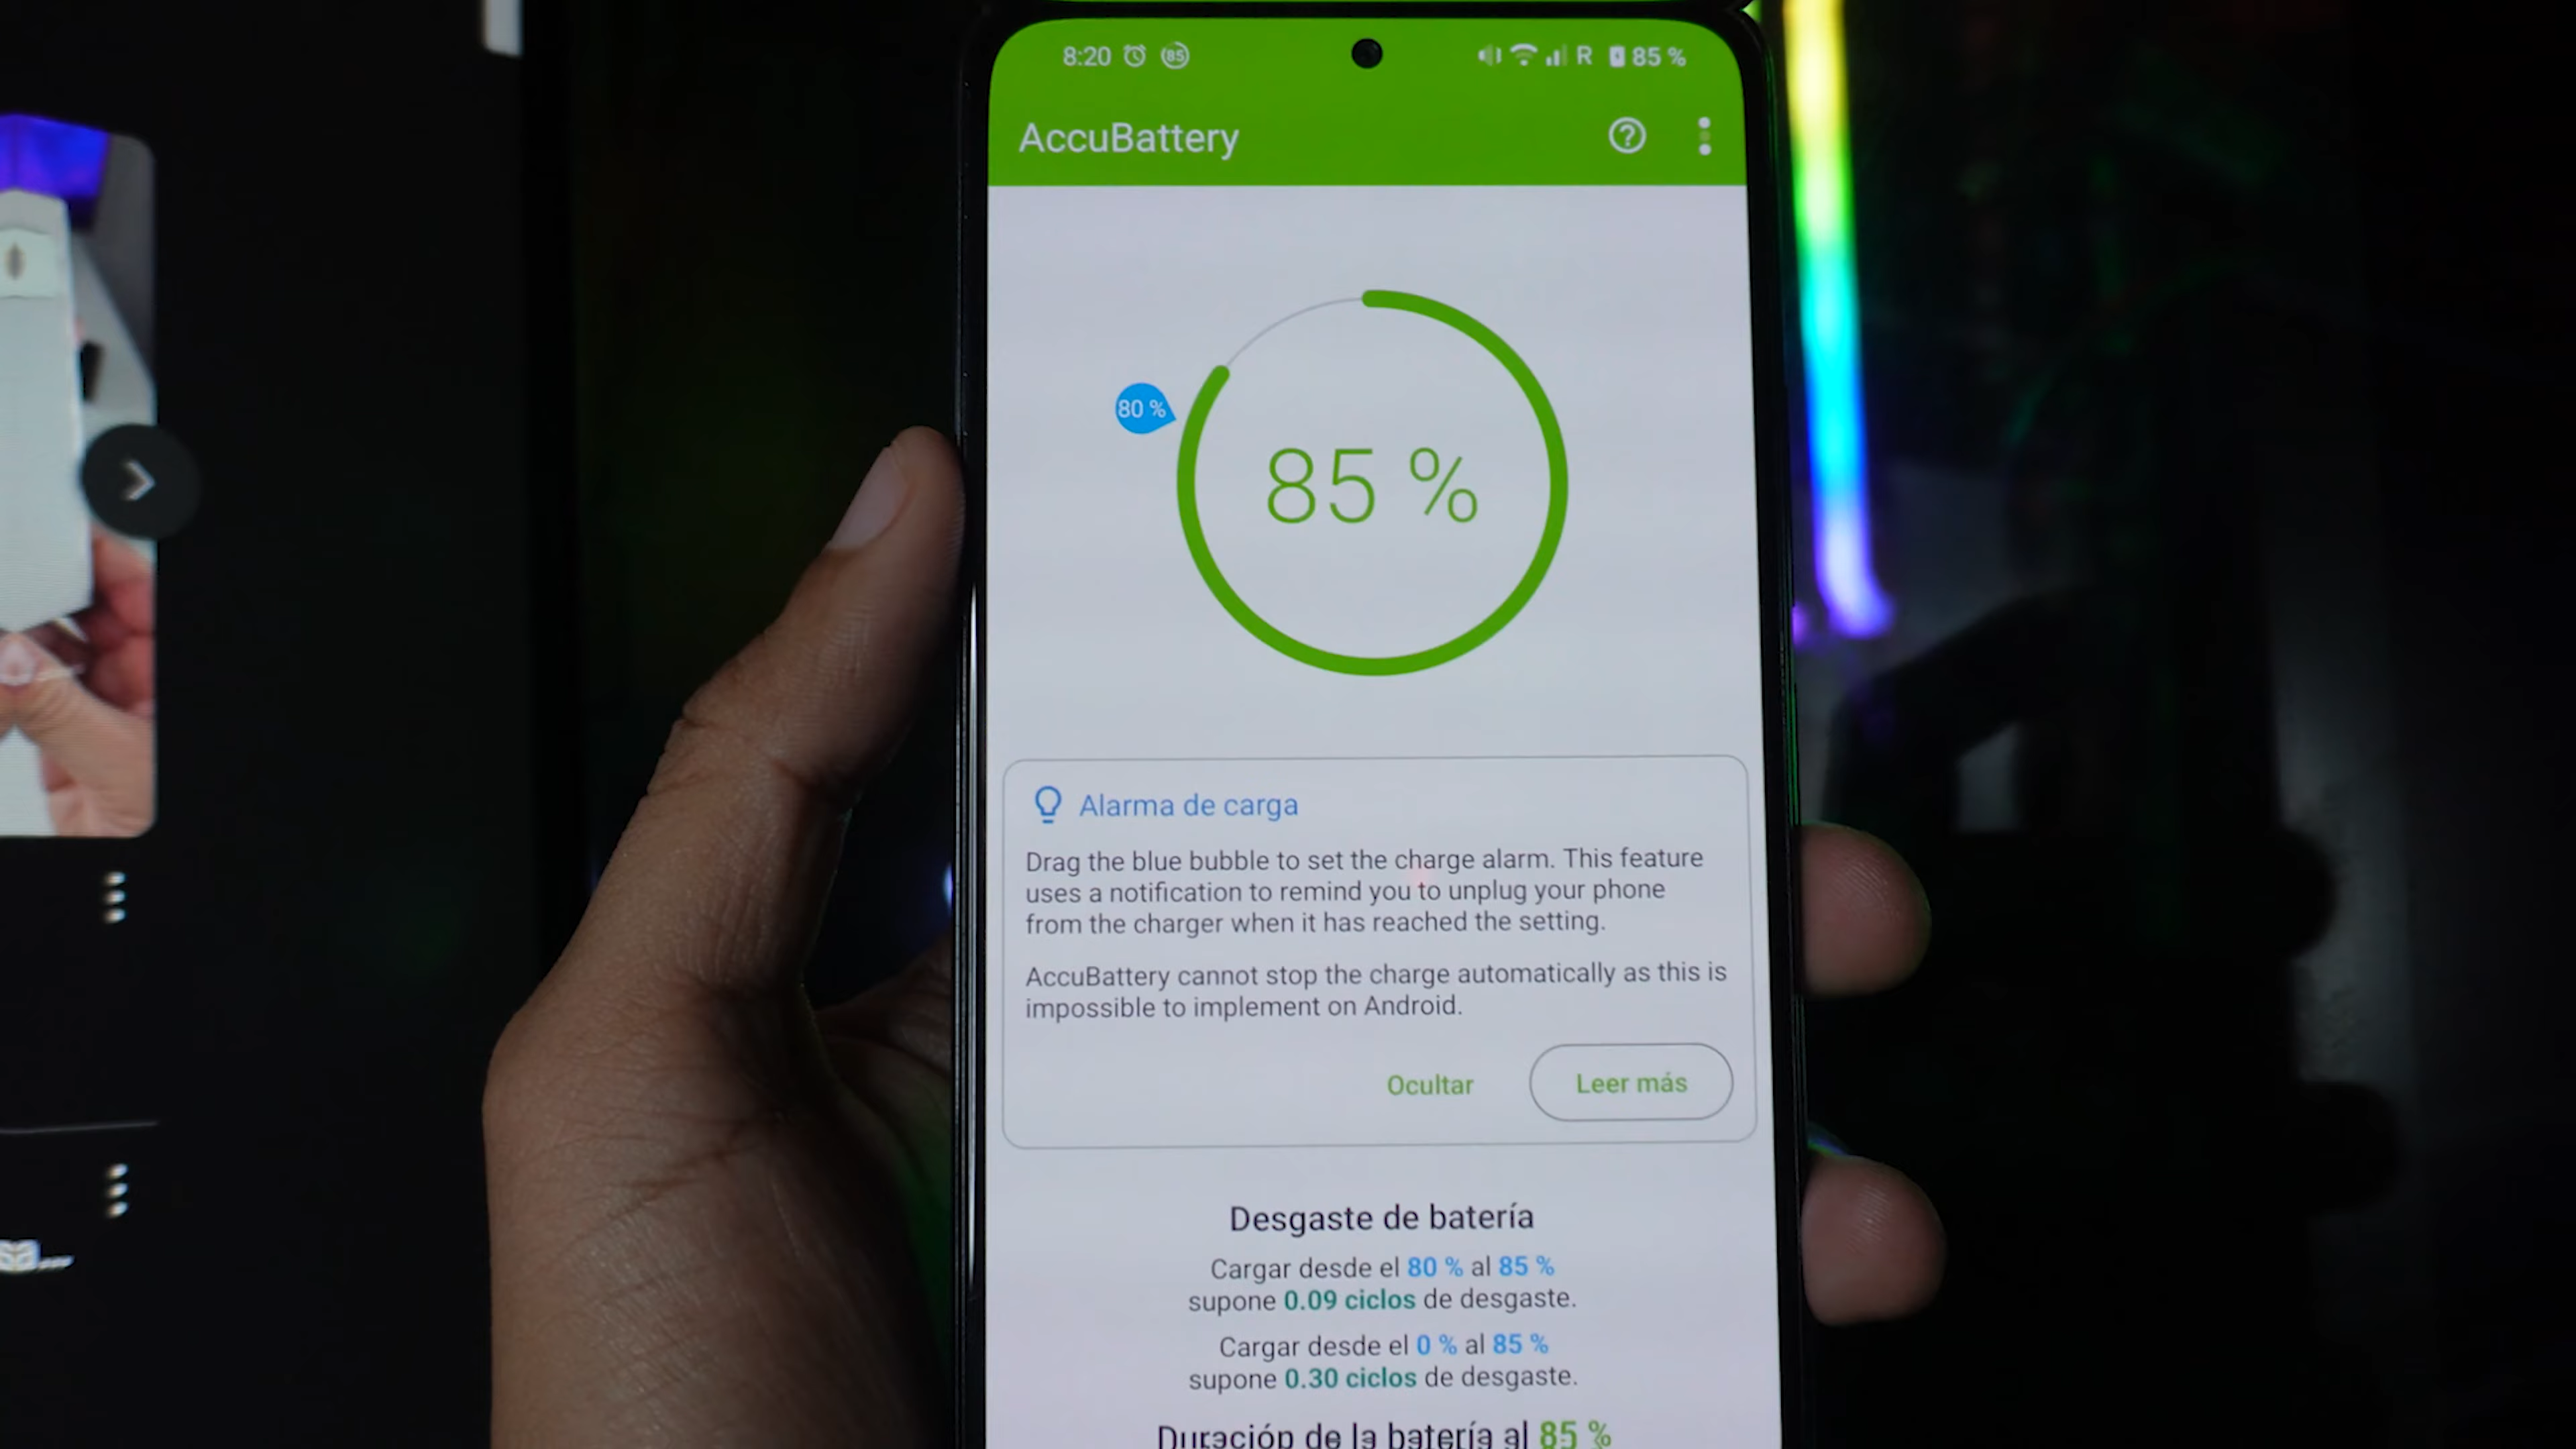 8:20 85 R 85 %
AccuBattery
80 %
85 %
Alarma de carga
Drag the blue bubble to set the charge alarm. This feature
uses a notification to remind you to unplug your phone
from the charger when it has reached the setting.
AccuBattery cannot stop the charge automatically as this is
impossible to implement on Android.
Ocultar Leer más
Desgaste de batería
Cargar desde el 80 % al 85 %
supone 0.09 ciclos de desgaste.
Cargar desde el 0 % al 85 %
supone 0.30 ciclos de desgaste.
Duración de la batería al 85 %